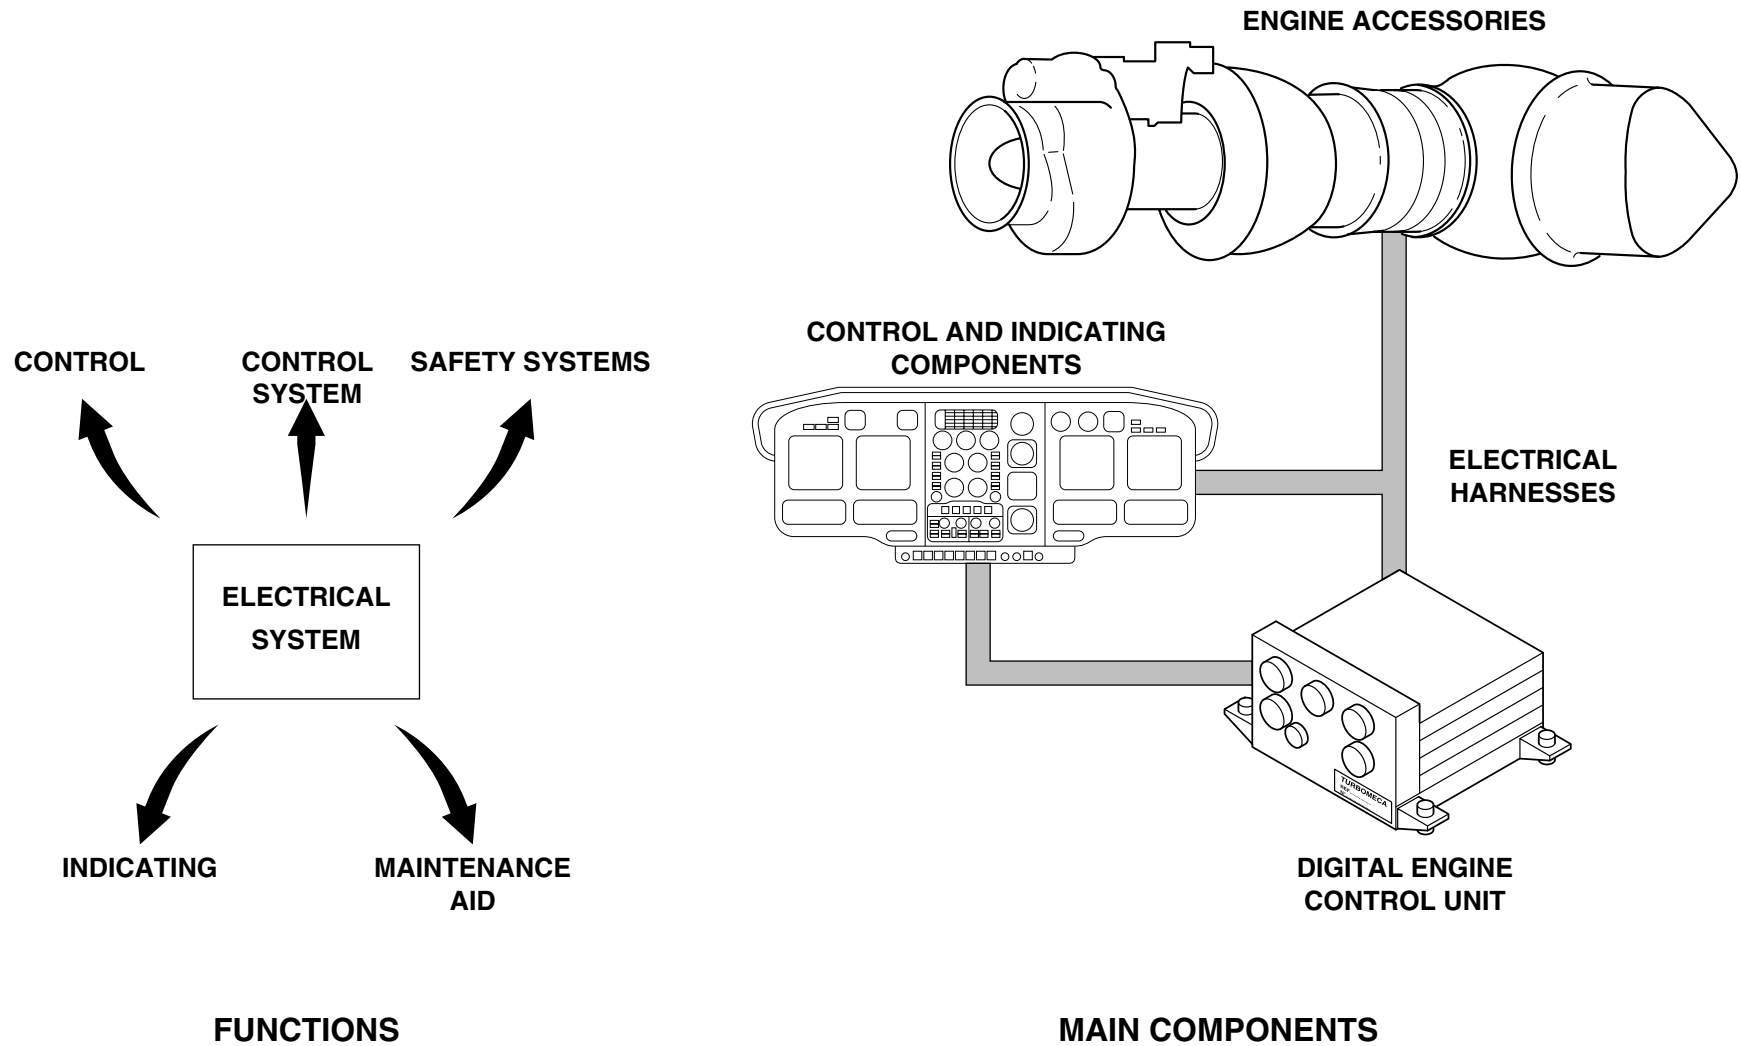 ENGINE ACCESSORIES
CONTROL AND INDICATING
COMPONENTS
CONTROL
CONTROL
SYSTEM
SAFETY SYSTEMS
ELECTRICAL
HARNESSES
ELECTRICAL
SYSTEM
TURBOMECA
REF
INDICATING
MAINTENANCE
AID
DIGITAL ENGINE
CONTROL UNIT
FUNCTIONS
MAIN COMPONENTS